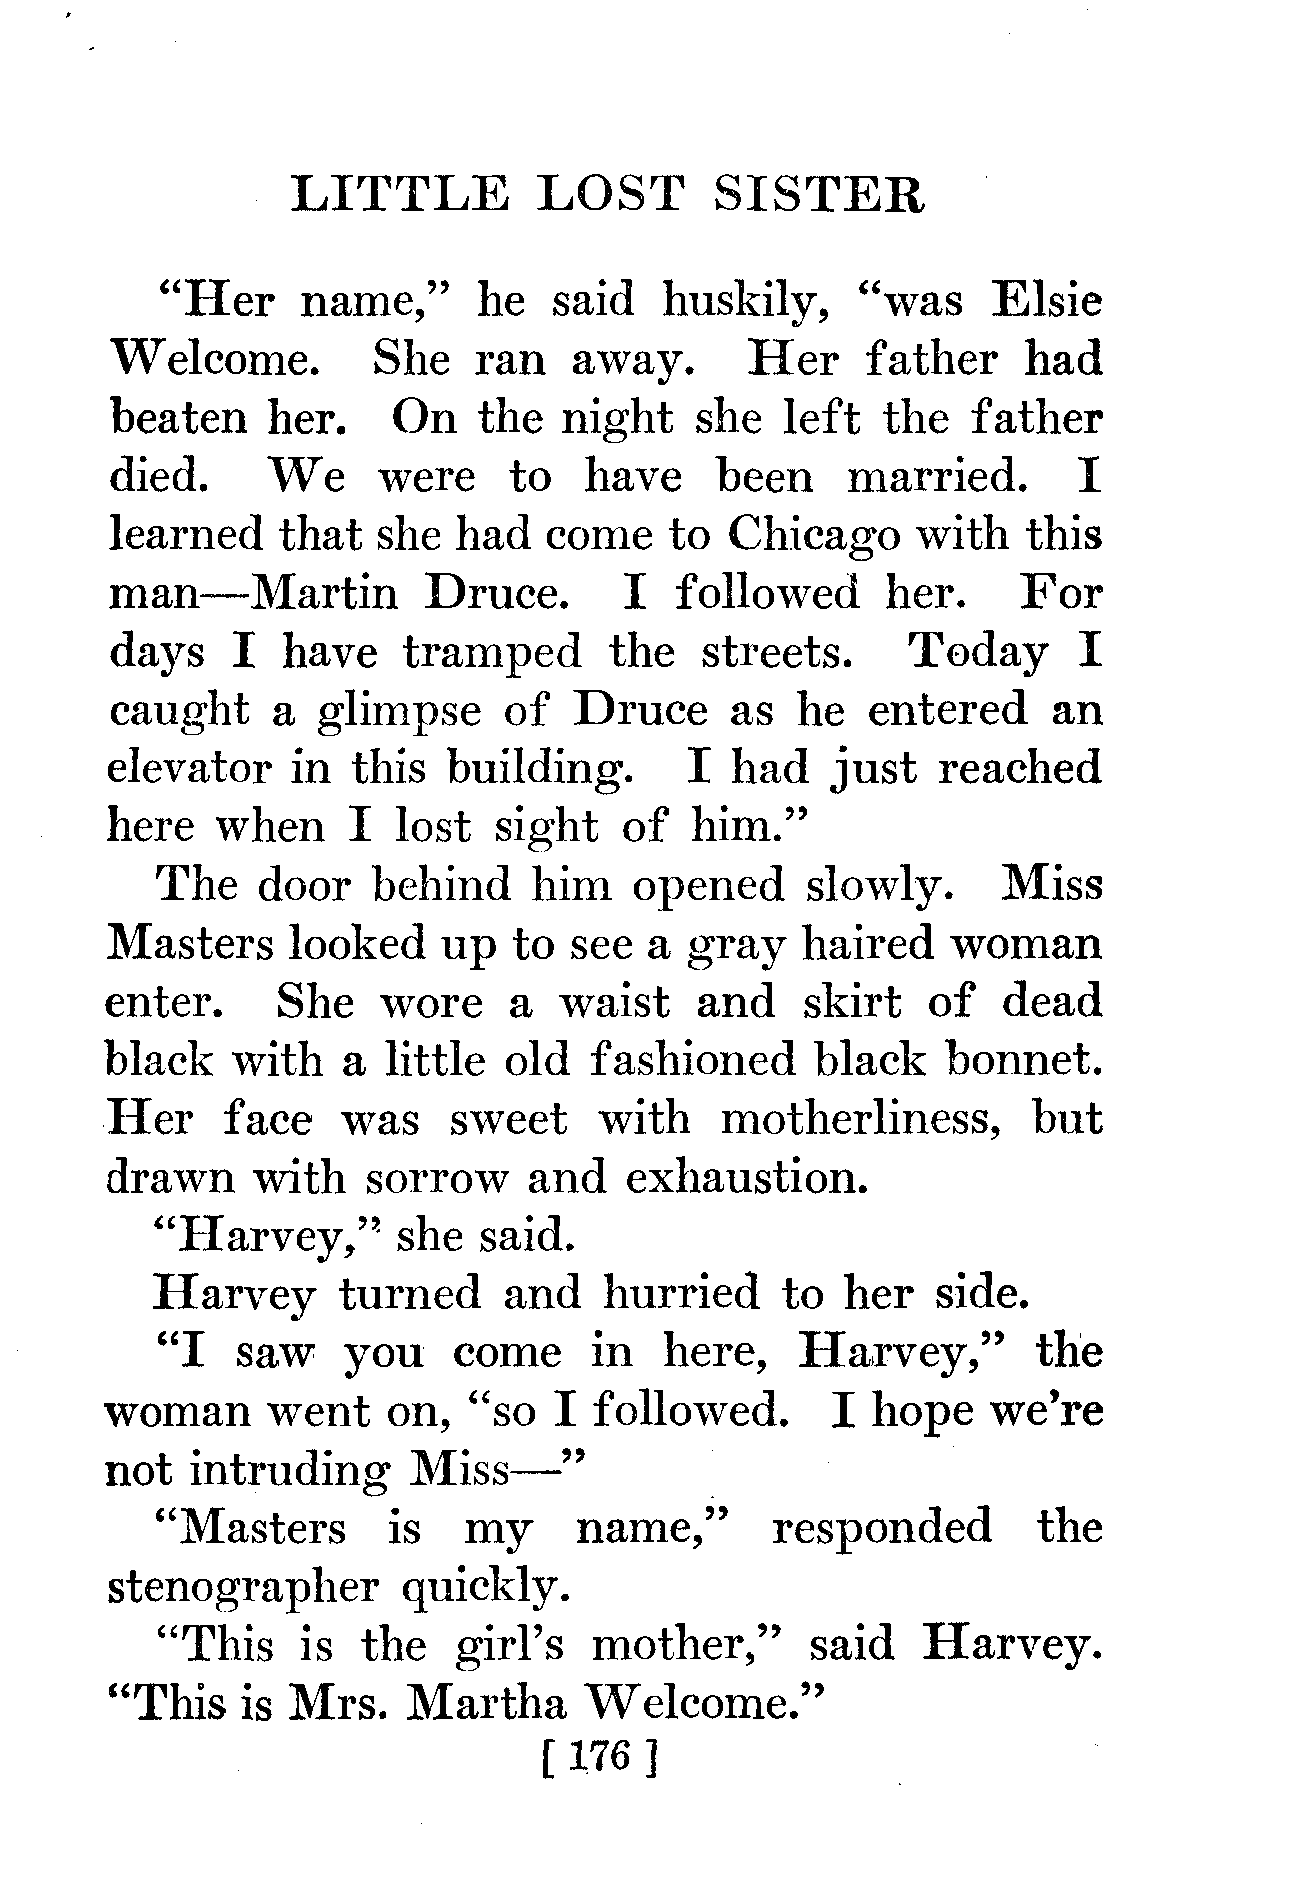 LITTLE LOST SISTER
“Her name,” he said huskily, “was Elsie
Welcome. She ran away. Her father had
beaten her. On the night she left the father
died. We were to have been married. I
learned that she had come to Chicago with this
man—Martin Druce. I followed her. For
days I have tramped the streets. Today I
caught a glimpse of Druce as he entered an
elevator in this building. I had just reached
here when I lost sight of him.”
The door behind him opened slowly. Miss
Masters looked up to see a gray haired woman
enter. She wore a waist and skirt of dead
black with a little old fashioned black bonnet.
Her face was sweet with motherliness, but
drawn with sorrow and exhaustion.
“Harvey,” she said.
Harvey turned and hurried to her side.
“I saw you come in here, Harvey,” the
woman went on, “so I followed. I hope we’re
not intruding Miss—”
“Masters is my name,” responded the
stenographer quickly.
“This is the girl’s mother,” said Harvey.
“This is Mrs. Martha Welcome.”
[ 176 ]